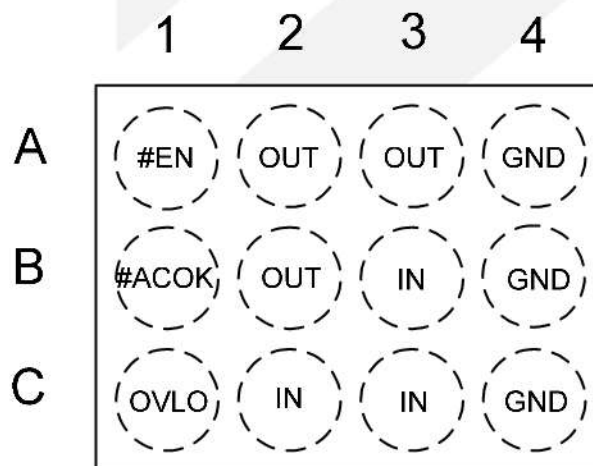 1 2 3 4
A #EN OUT OUT GND
B #ACOK OUT IN GND
C OVLO IN IN GND